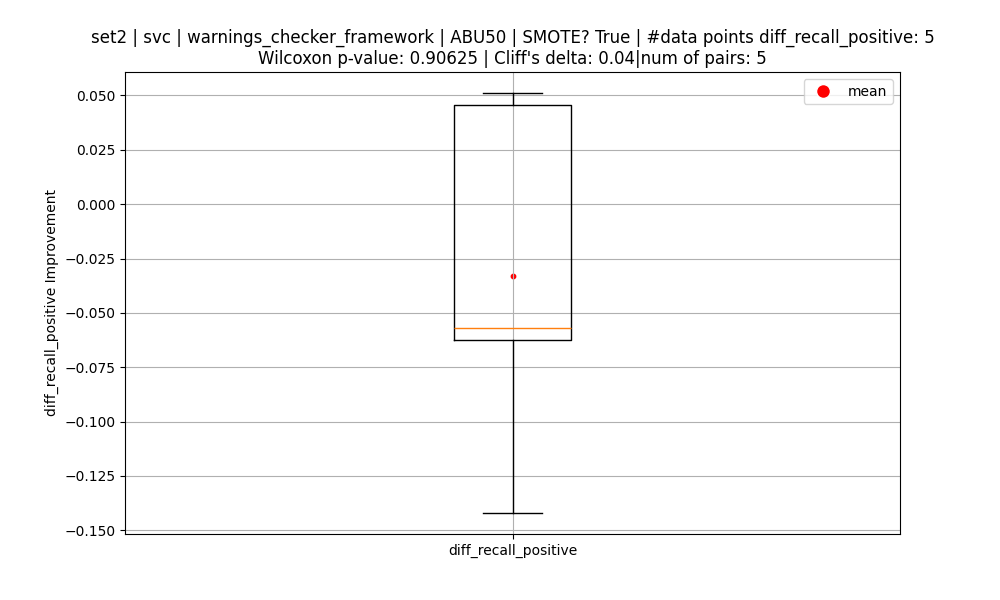 set2 | svc | warnings_checker_framework | ABU50 | SMOTE? True | #data points diff_recall_positive: 5
Wilcoxon p-value: 0.90625 | Cliff's delta: 0.04|num of pairs: 5
mean
0.050
0.025
0.000
−0.025
−0.050
−0.075
−0.100
−0.125
−0.150
diff_recall_positive Improvement
diff_recall_positive